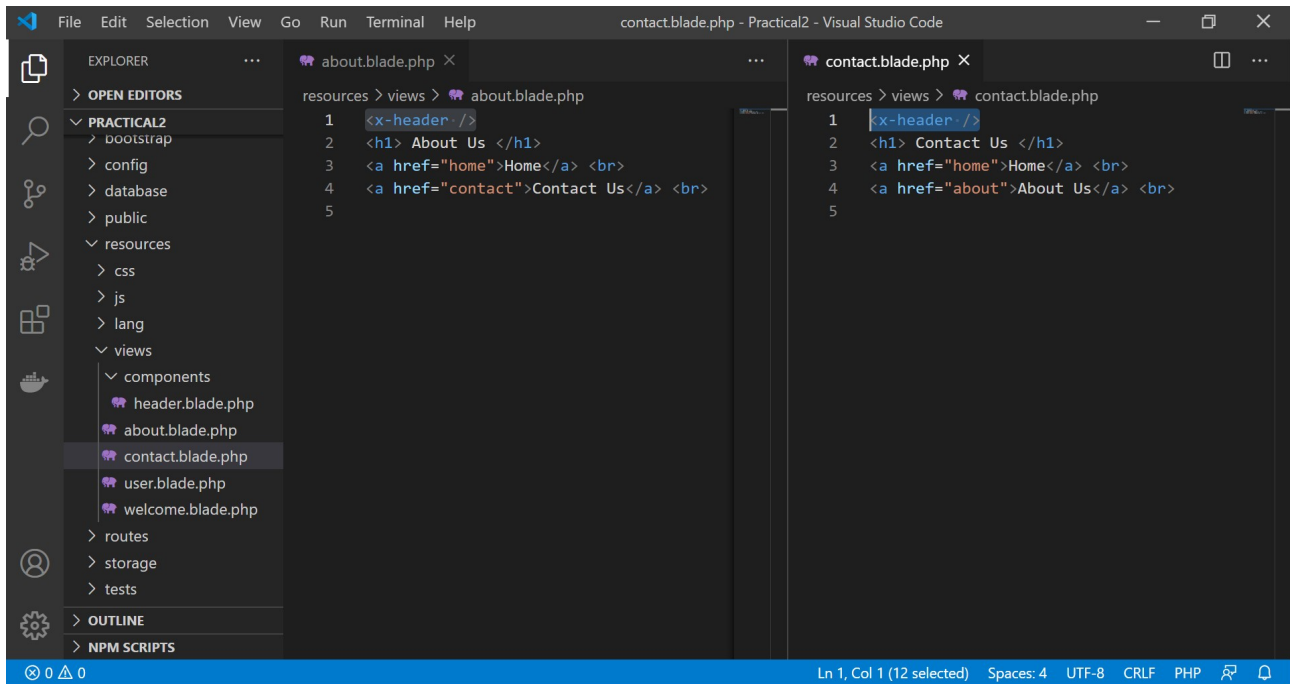 File Edit Selection View Go Run Terminal Help contact.blade.php - Practical2 - Visual Studio Code
EXPLORER ...
OPEN EDITORS
PRACTICAL2
bootstrap
config
database
public
resources
css
js
lang
views
components
header.blade.php
about.blade.php
contact.blade.php
user.blade.php
welcome.blade.php
routes
storage
tests
OUTLINE
NPM SCRIPTS
about.blade.php ...
resources > views > about.blade.php
1 <x-header·/>
2 <h1> About Us </h1>
3 <a href="home">Home</a> <br>
4 <a href="contact">Contact Us</a> <br>
5
contact.blade.php ...
resources > views > contact.blade.php
1 <x-header·/>
2 <h1> Contact Us </h1>
3 <a href="home">Home</a> <br>
4 <a href="about">About Us</a> <br>
5
0 0 Ln 1, Col 1 (12 selected) Spaces: 4 UTF-8 CRLF PHP